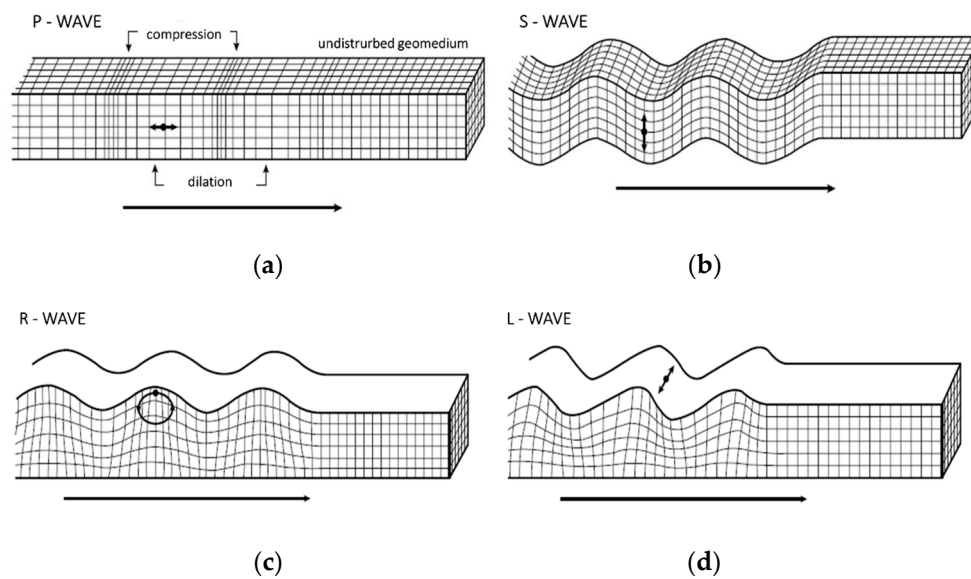 P - WAVE
compression
undistrurbed geomedium
dilation
(a)
S - WAVE
(b)
R - WAVE
(c)
L - WAVE
(d)